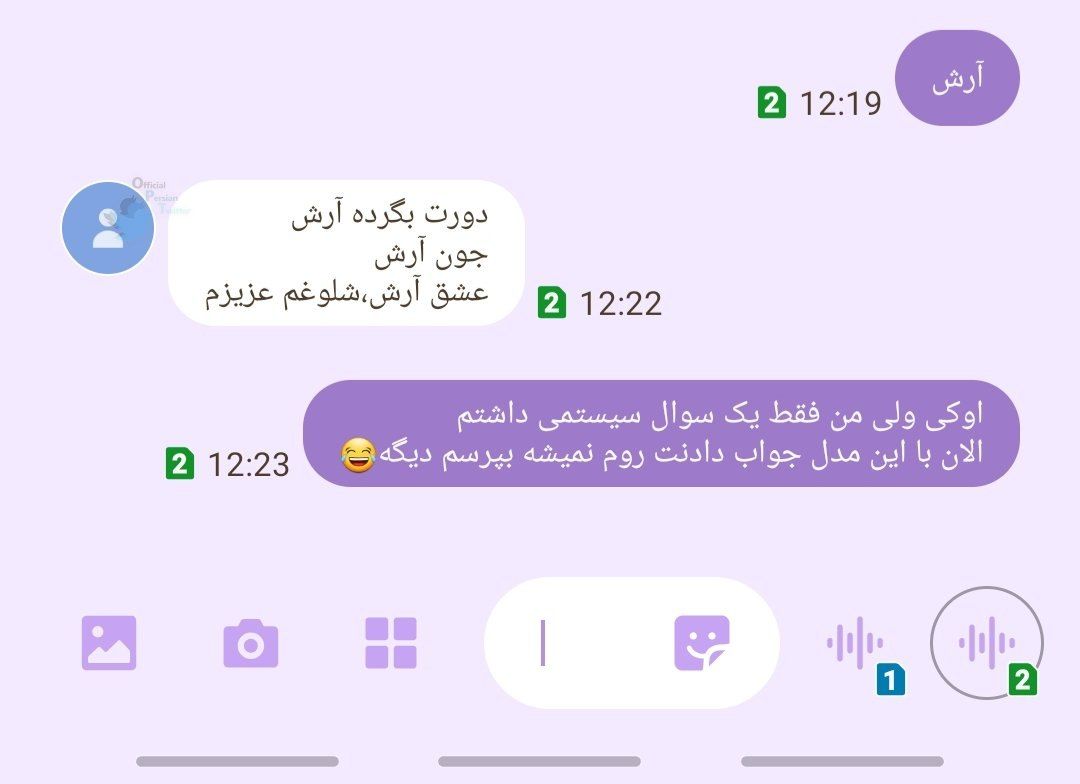 آرش
12:19 2
Official
Persian
Twitter
دورت بگرده آرش
جون آرش
عشق آرش،شلوغم عزیزم
12:22 2
اوکی ولی من فقط یک سوال سیستمی داشتم
الان با این مدل جواب دادنت روم نمیشه بپرسم دیگه😂
12:23 2
1
2